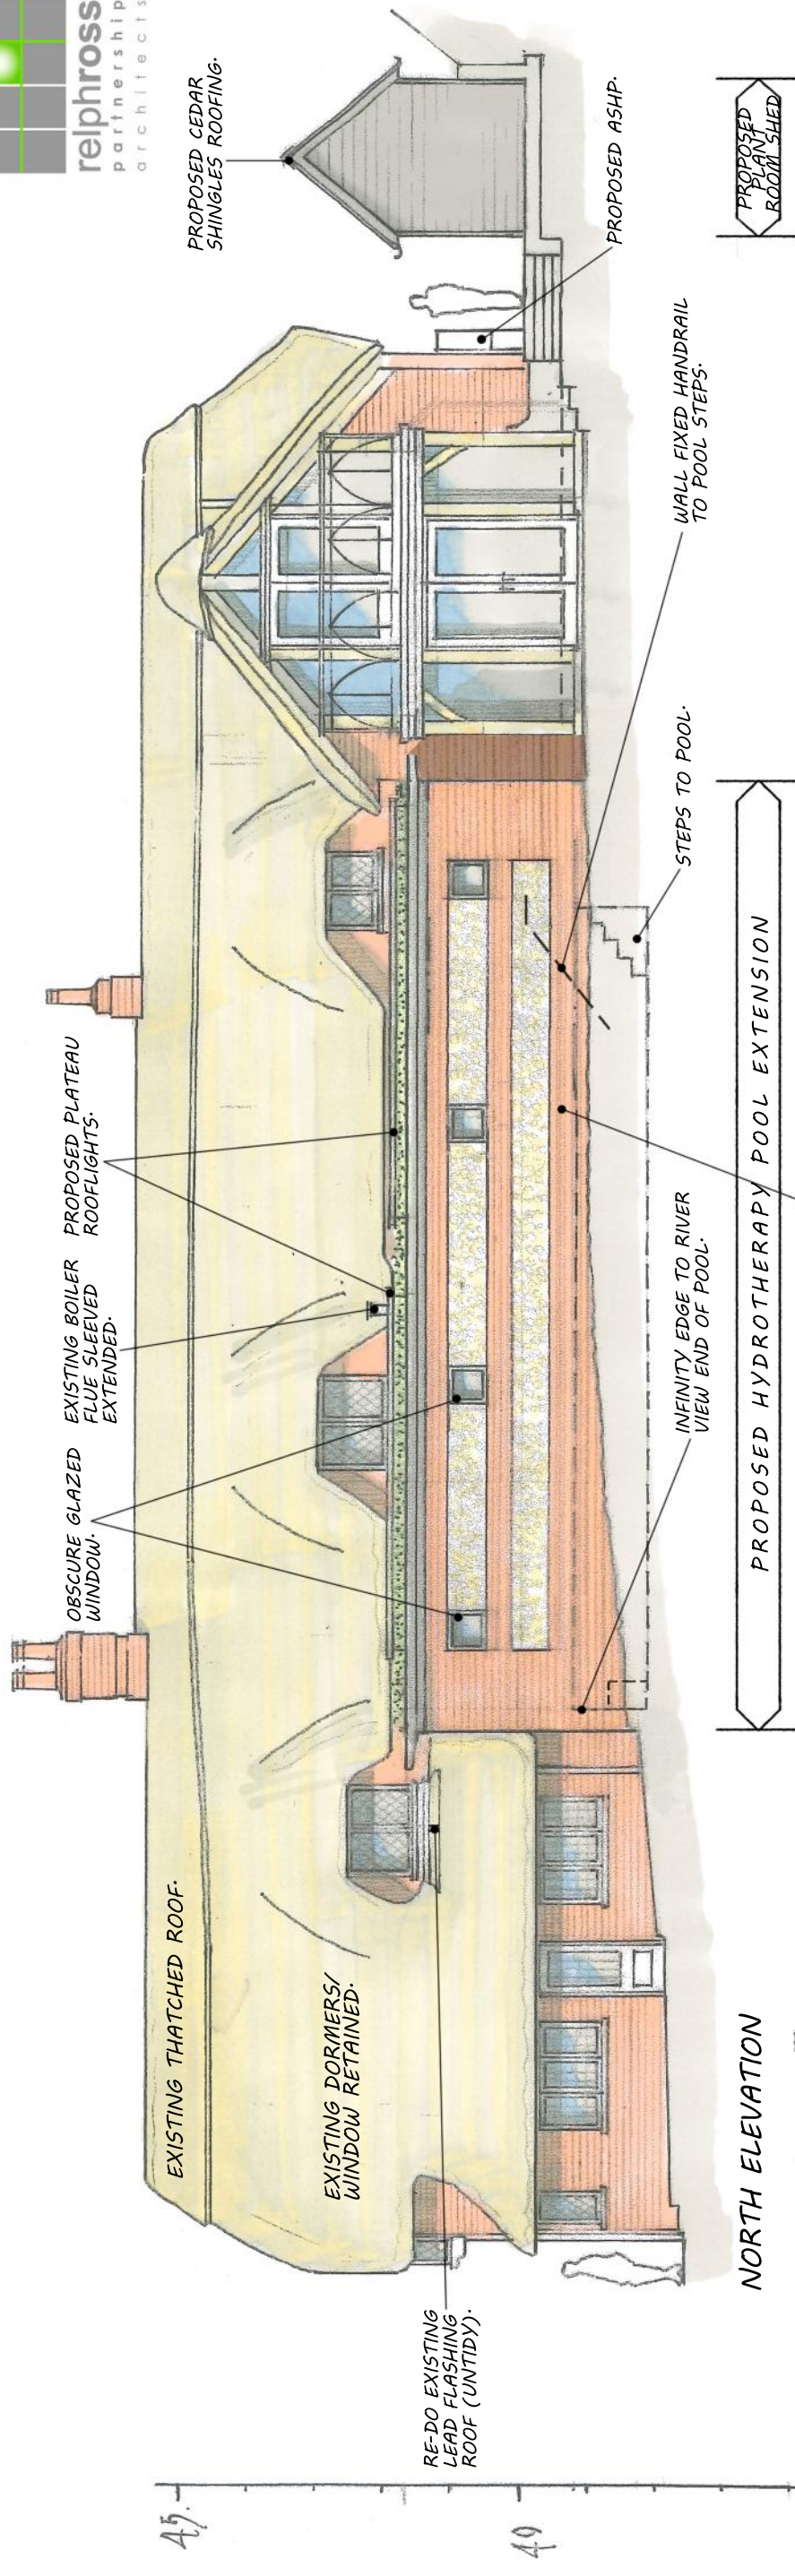 relphross
partnership
architects
PROPOSED CEDAR
SHINGLES ROOFING.
PROPOSED ASHP.
PROPOSED
PLANT
ROOM SHED
WALL FIXED HANDRAIL
TO POOL STEPS.
STEPS TO POOL.
PROPOSED PLATEAU
ROOFLIGHTS.
EXISTING BOILER
FLUE SLEEVED
EXTENDED.
OBSCURE GLAZED
WINDOW.
INFINITY EDGE TO RIVER
VIEW END OF POOL.
PROPOSED HYDROTHERAPY POOL EXTENSION
EXISTING THATCHED ROOF.
EXISTING DORMERS/
WINDOW RETAINED.
RE-DO EXISTING
LEAD FLASHING
ROOF (UNTIDY).
NORTH ELEVATION
45.